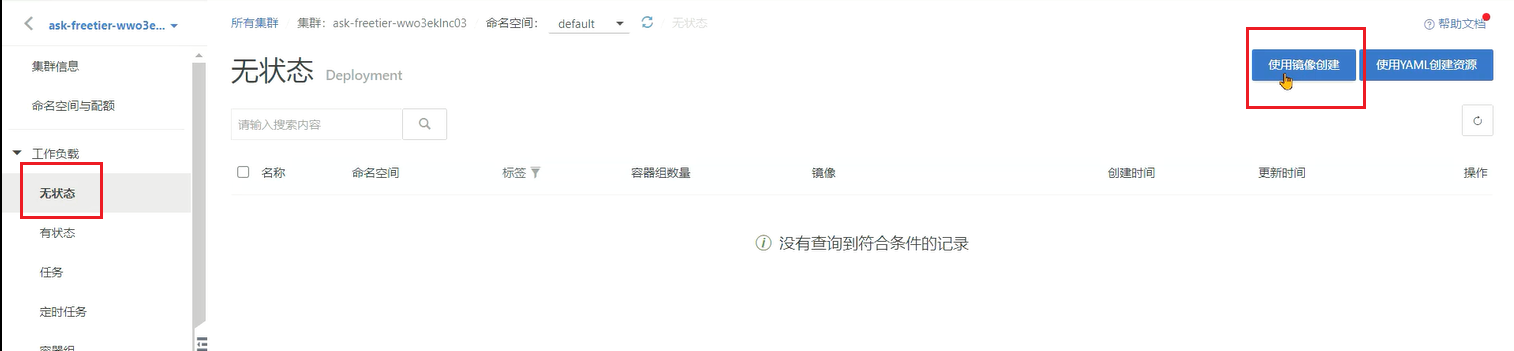 ask-freetier-wwo3e...
集群信息
命名空间与配额
工作负载
无状态
有状态
任务
定时任务
容器组
所有集群 集群：ask-freetier-wwo3eklnc03 命名空间： default 无状态
帮助文档
无状态 Deployment
使用镜像创建 使用YAML创建资源
请输入搜索内容
名称 命名空间 标签 容器组数量 镜像 创建时间 更新时间 操作
没有查询到符合条件的记录